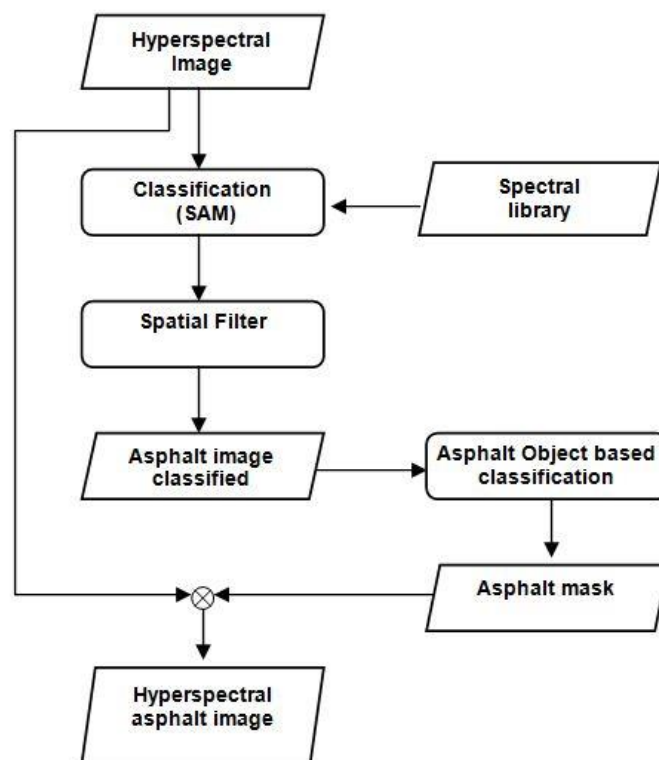 Hyperspectral
Image
Classification
(SAM)
Spectral
library
Spatial Filter
Asphalt image
classified
Asphalt Object based
classification
Asphalt mask
Hyperspectral
asphalt image